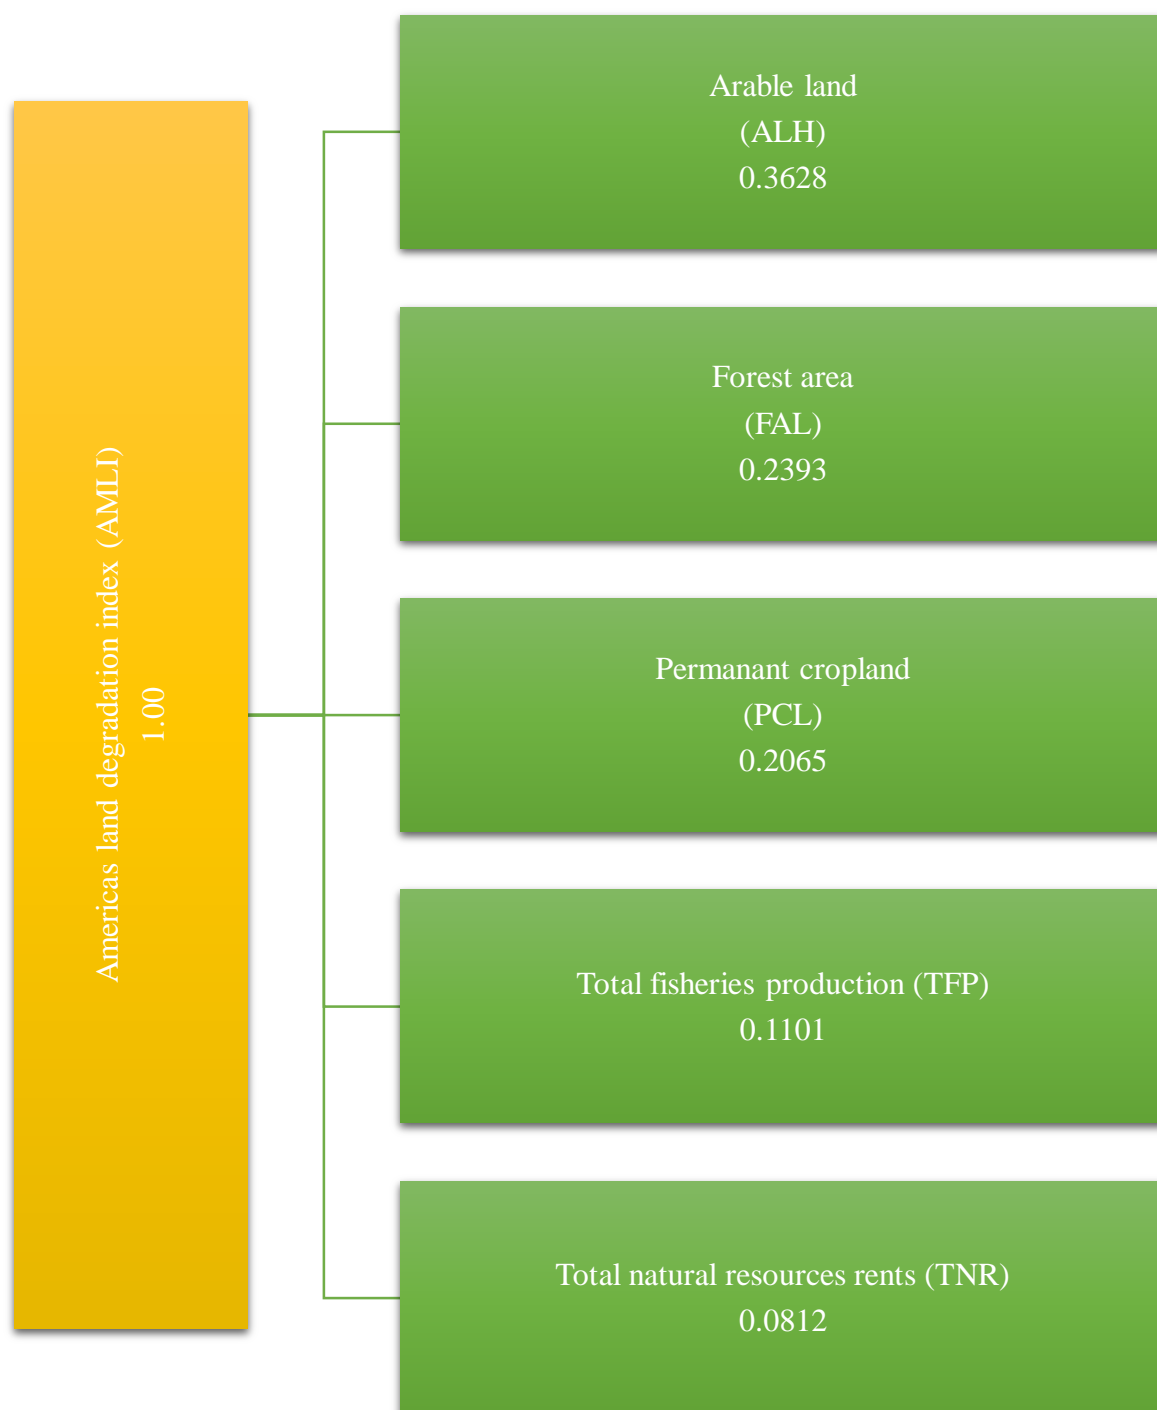 Americas land degradation index (AMLI)
1.00
Arable land
(ALH)
0.3628
Forest area
(FAL)
0.2393
Permanant cropland
(PCL)
0.2065
Total fisheries production (TFP)
0.1101
Total natural resources rents (TNR)
0.0812